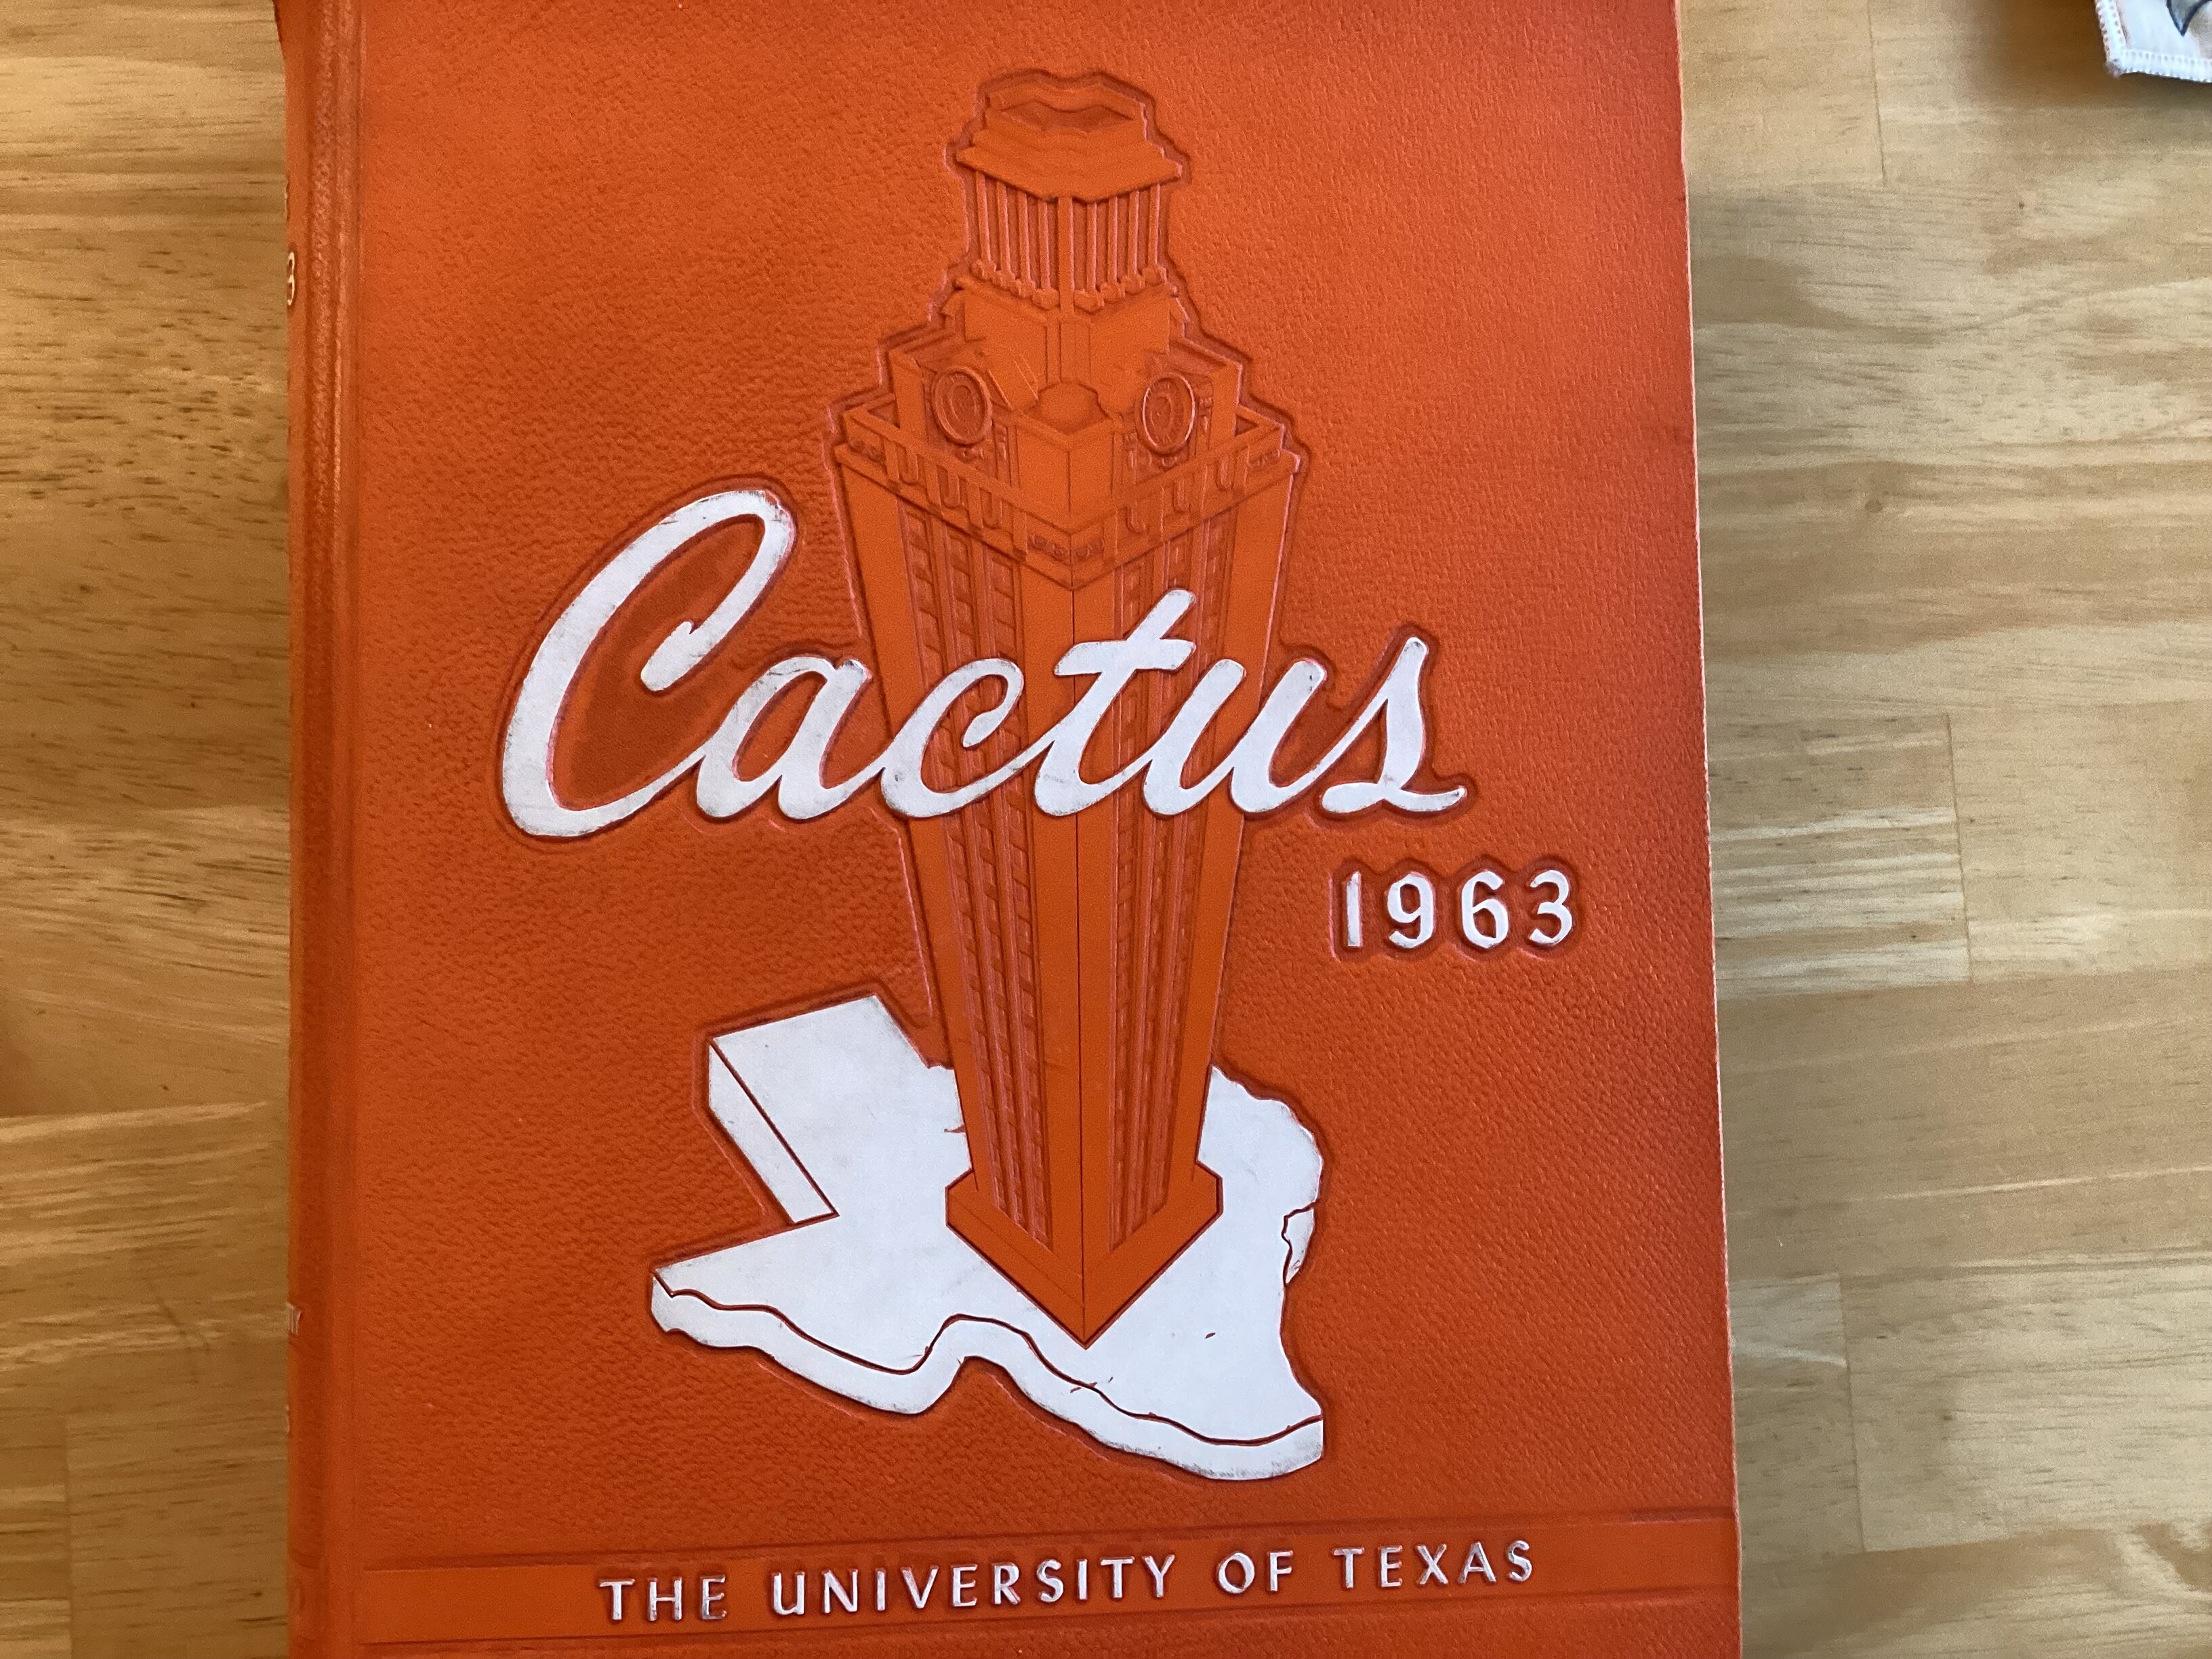 Cactus
1963
THE UNIVERSITY OF TEXAS